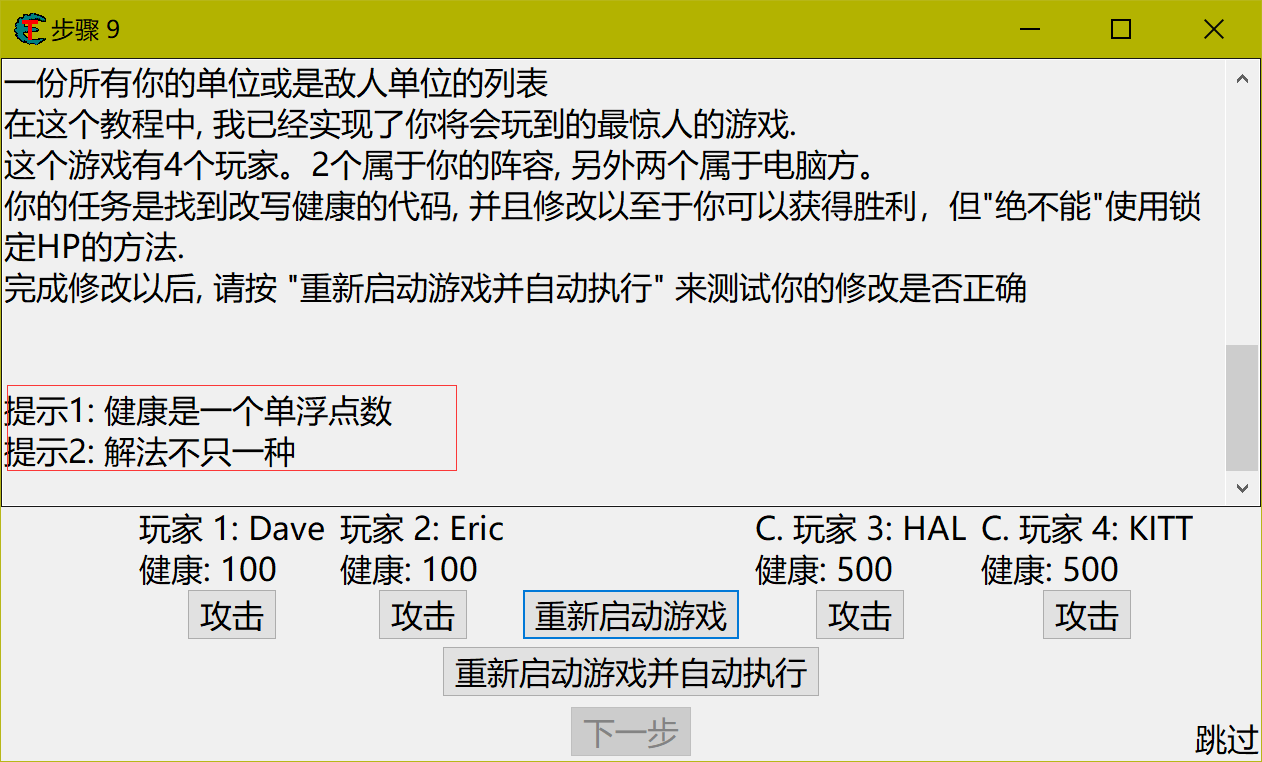 步骤 9
一份所有你的单位或是敌人单位的列表
在这个教程中, 我已经实现了你将会玩到的最惊人的游戏.
这个游戏有4个玩家。2个属于你的阵容, 另外两个属于电脑方。
你的任务是找到改写健康的代码, 并且修改以至于你可以获得胜利，但"绝不能"使用锁
定HP的方法.
完成修改以后, 请按 "重新启动游戏并自动执行" 来测试你的修改是否正确
提示1: 健康是一个单浮点数
提示2: 解法不只一种
玩家 1: Dave 玩家 2: Eric C. 玩家 3: HAL C. 玩家 4: KITT
健康: 100 健康: 100 健康: 500 健康: 500
攻击 攻击 重新启动游戏 攻击 攻击
重新启动游戏并自动执行
下一步
跳过